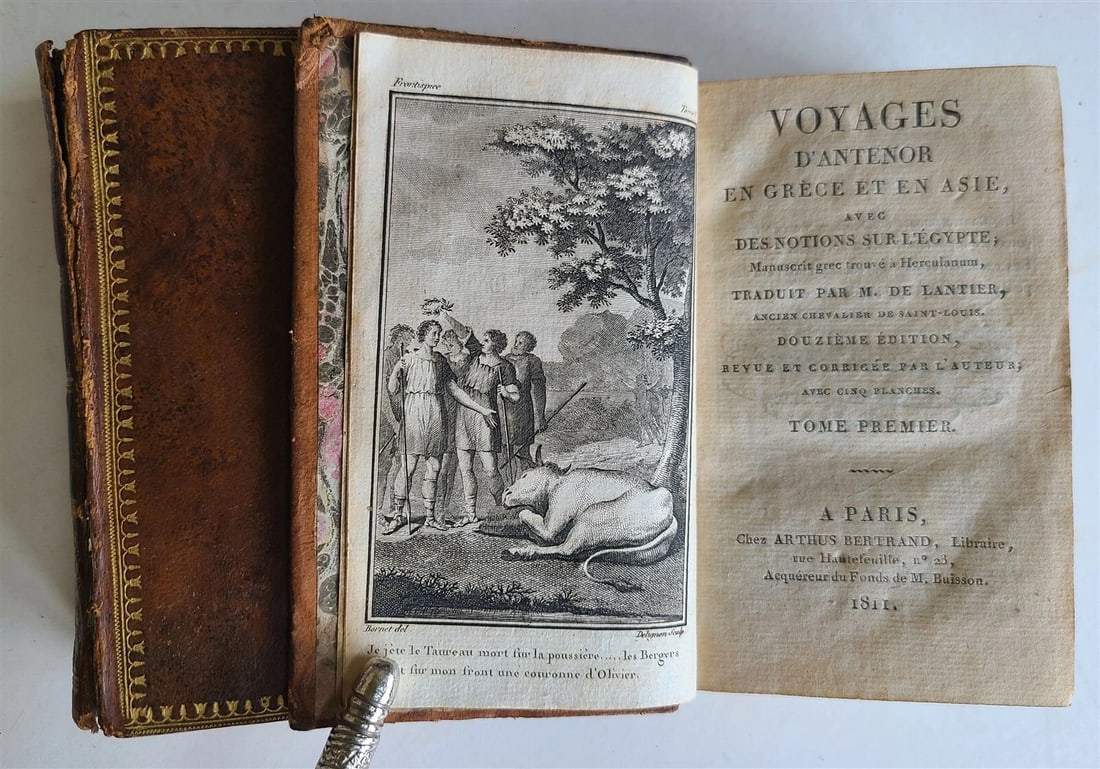 Frontispice
VOYAGES
D'ANTENOR
EN GRÈCE ET EN ASIE,
AVEC
DES NOTIONS SUR L'ÉGYPTE;
Manuscrit grec trouvé à Herculanum,
TRADUIT PAR M. DE LANTIER,
ANCIEN CHEVALIER DE SAINT-LOUIS.
DOUZIÈME ÉDITION,
REVUE ET CORRIGÉE PAR L'AUTEUR;
AVEC CINQ PLANCHES.
TOME PREMIER.
A PARIS,
Chez ARTHUS BERTRAND, Libraire,
rue Hautefeuille, nº 23,
Acquéreur du Fonds de M. Buisson.
1811.
Bornet del
Delignon Sculp
Je jète le Taureau mort sur la poussière.... les Bergers
sur mon front une couronne d'Olivier.